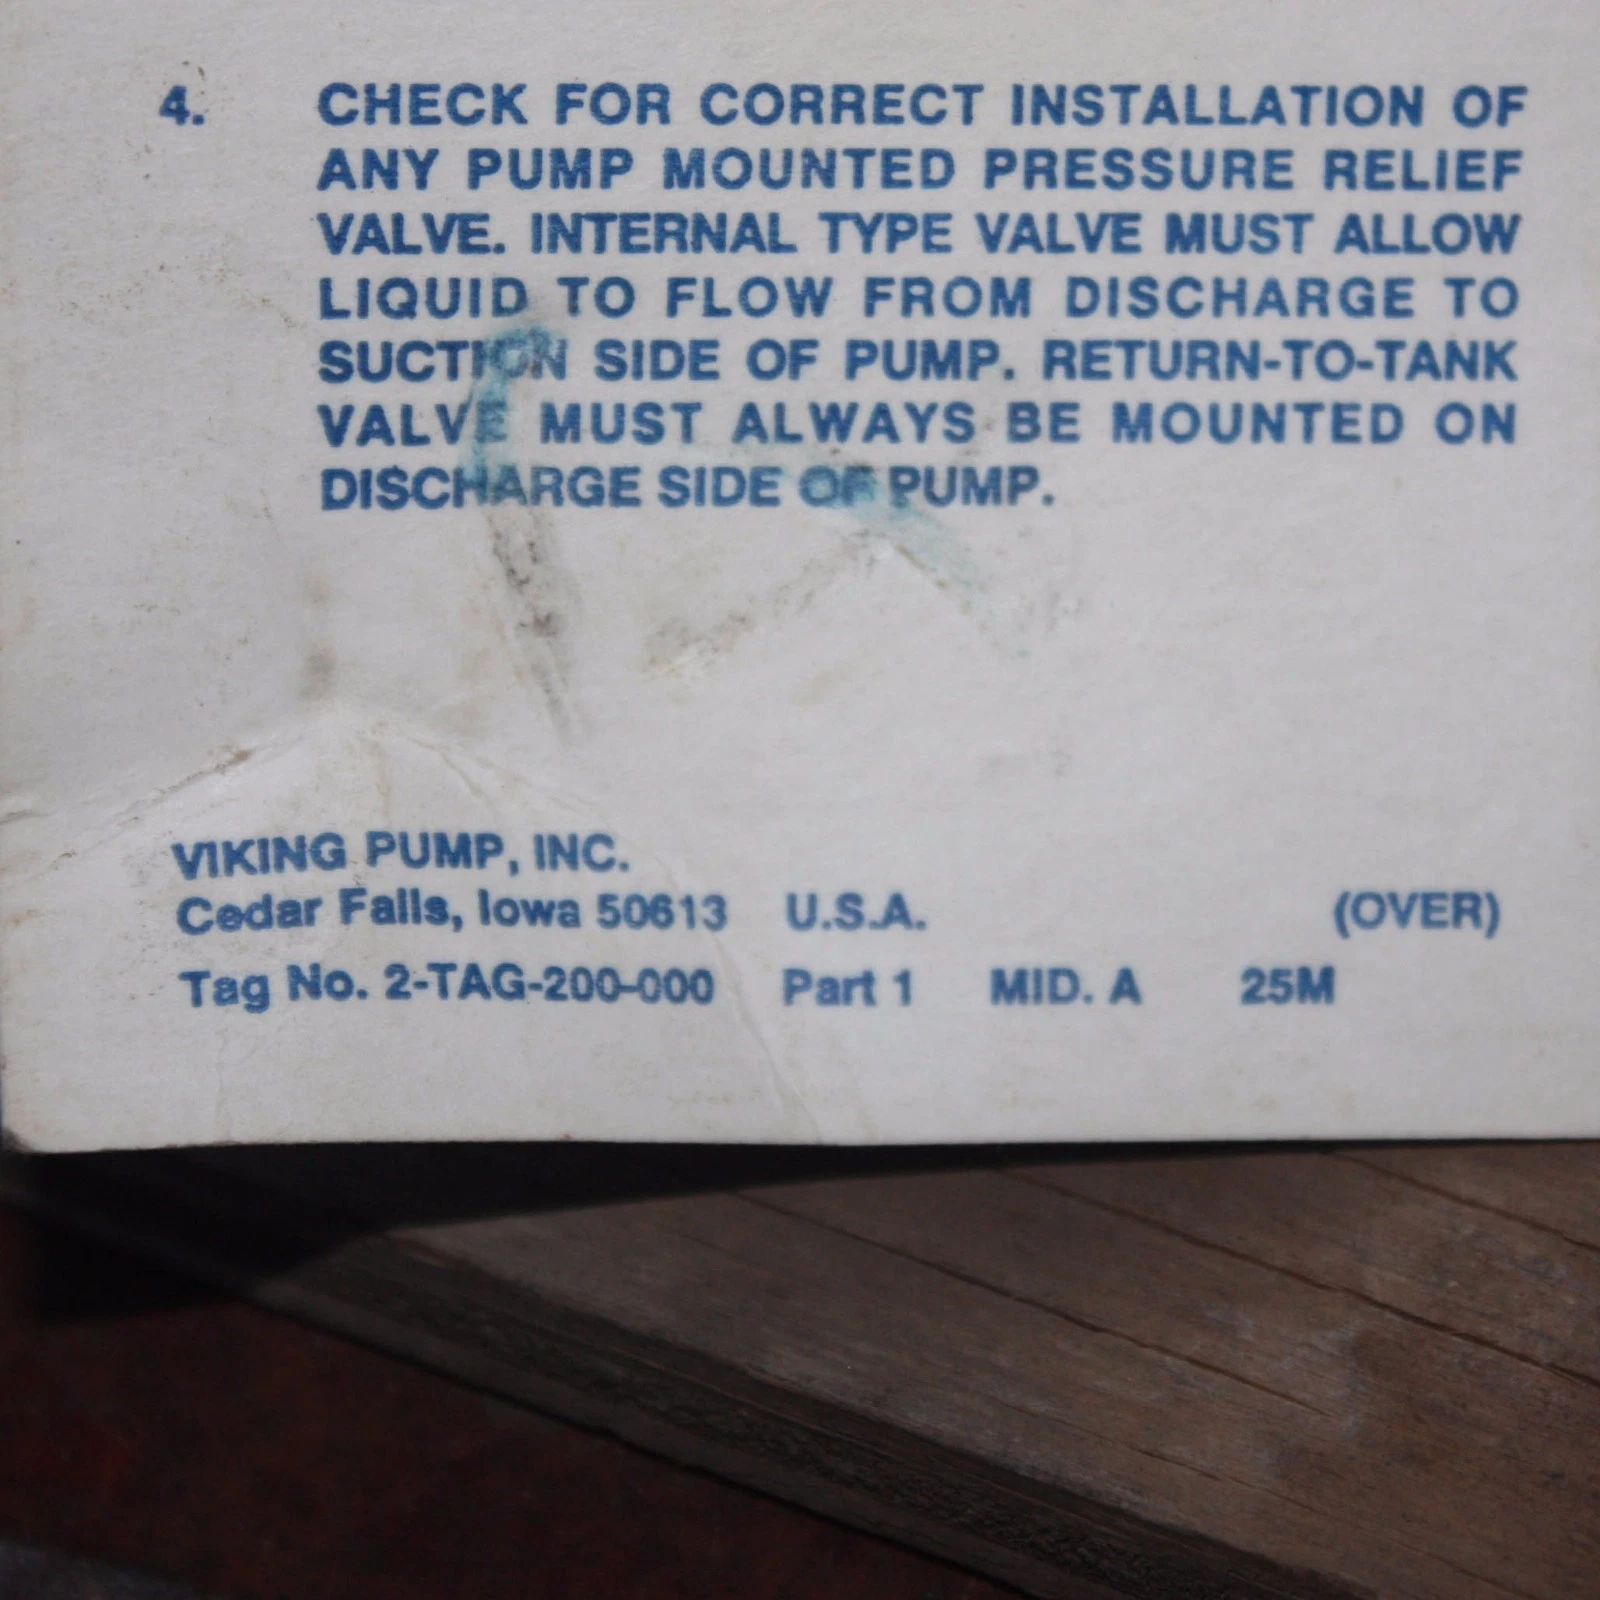 4. CHECK FOR CORRECT INSTALLATION OF
ANY PUMP MOUNTED PRESSURE RELIEF
VALVE. INTERNAL TYPE VALVE MUST ALLOW
LIQUID TO FLOW FROM DISCHARGE TO
SUCTION SIDE OF PUMP. RETURN-TO-TANK
VALVE MUST ALWAYS BE MOUNTED ON
DISCHARGE SIDE OF PUMP.
VIKING PUMP, INC.
Cedar Falls, Iowa 50613 U.S.A. (OVER)
Tag No. 2-TAG-200-000 Part 1 MID. A 25M